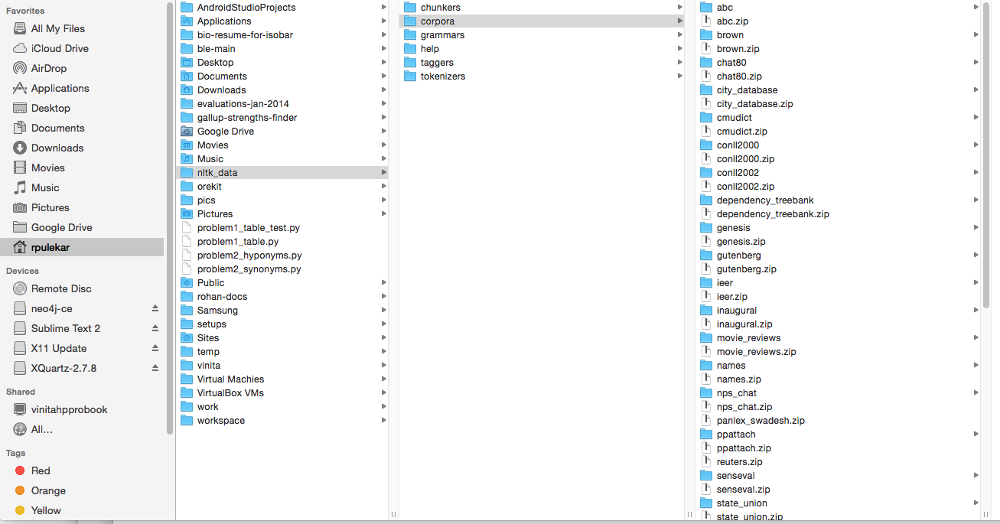 Favorites
All My Files
iCloud Drive
AirDrop
Applications
Desktop
Documents
Downloads
Movies
Music
Pictures
Google Drive
rpulekar
Devices
Remote Disc
neo4j-ce
Sublime Text 2
X11 Update
XQuartz-2.7.8
Shared
vinitahpprobook
All...
Tags
Red
Orange
Yellow
AndroidStudioProjects
Applications
bio-resume-for-isobar
ble-main
Desktop
Documents
Downloads
evaluations-jan-2014
gallup-strengths-finder
Google Drive
Movies
Music
nltk_data
orekit
pics
Pictures
problem1_table_test.py
problem1_table.py
problem2_hyponyms.py
problem2_synonyms.py
Public
rohan-docs
Samsung
setups
Sites
temp
vinita
Virtual Machies
VirtualBox VMs
work
workspace
chunkers
corpora
grammars
help
taggers
tokenizers
abc
abc.zip
brown
brown.zip
chat80
chat80.zip
city_database
city_database.zip
cmudict
cmudict.zip
conll2000
conll2000.zip
conll2002
conll2002.zip
dependency_treebank
dependency_treebank.zip
genesis
genesis.zip
gutenberg
gutenberg.zip
ieer
ieer.zip
inaugural
inaugural.zip
movie_reviews
movie_reviews.zip
names
names.zip
nps_chat
nps_chat.zip
panlex_swadesh.zip
ppattach
ppattach.zip
reuters.zip
senseval
senseval.zip
state_union
state_union.zip